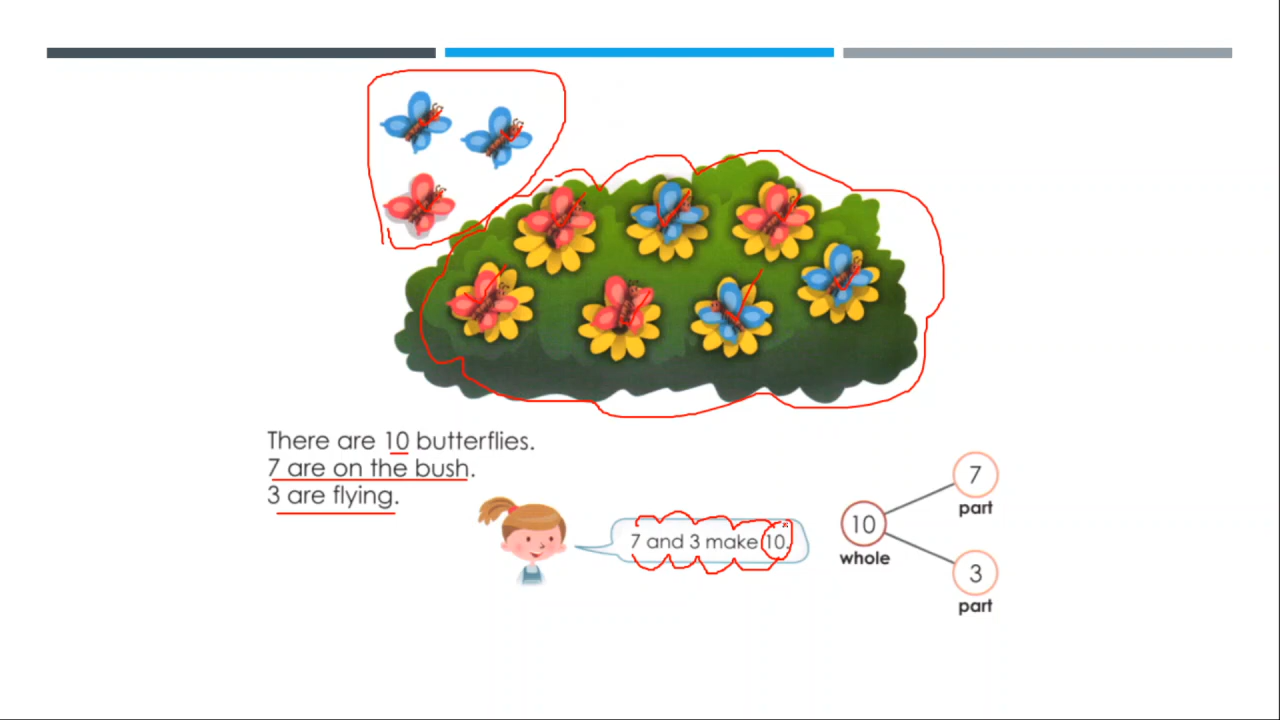 There are 10 butterflies.
7 are on the bush.
3 are flying.
7 and 3 make 10.
10
whole
7
part
3
part